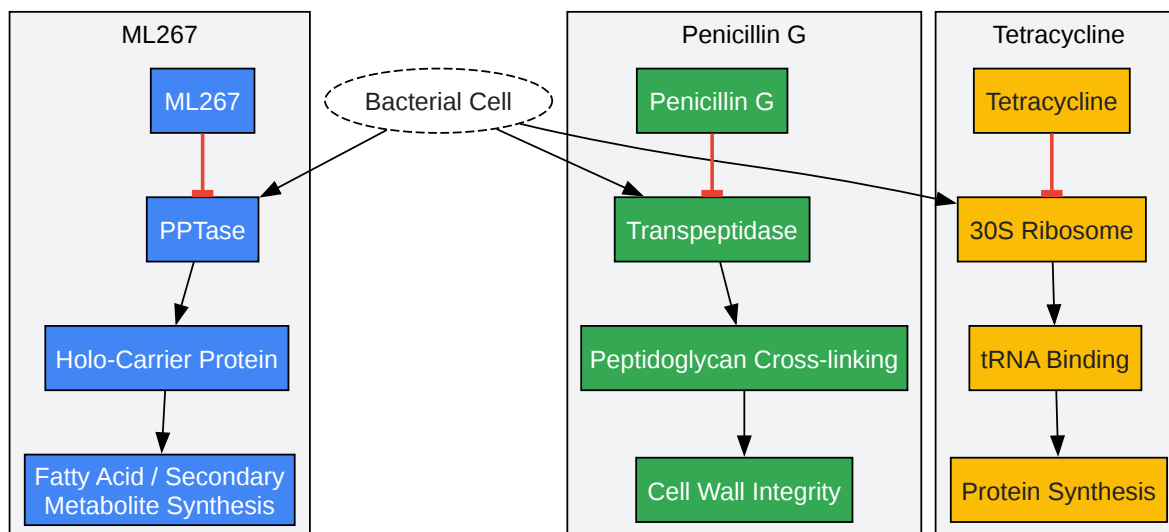 ML267
Penicillin G
Tetracycline
ML267
Bacterial Cell
Penicillin G
Tetracycline
PPTase
Transpeptidase
30S Ribosome
Holo-Carrier Protein
Peptidoglycan Cross-linking
tRNA Binding
Fatty Acid / Secondary
Metabolite Synthesis
Cell Wall Integrity
Protein Synthesis